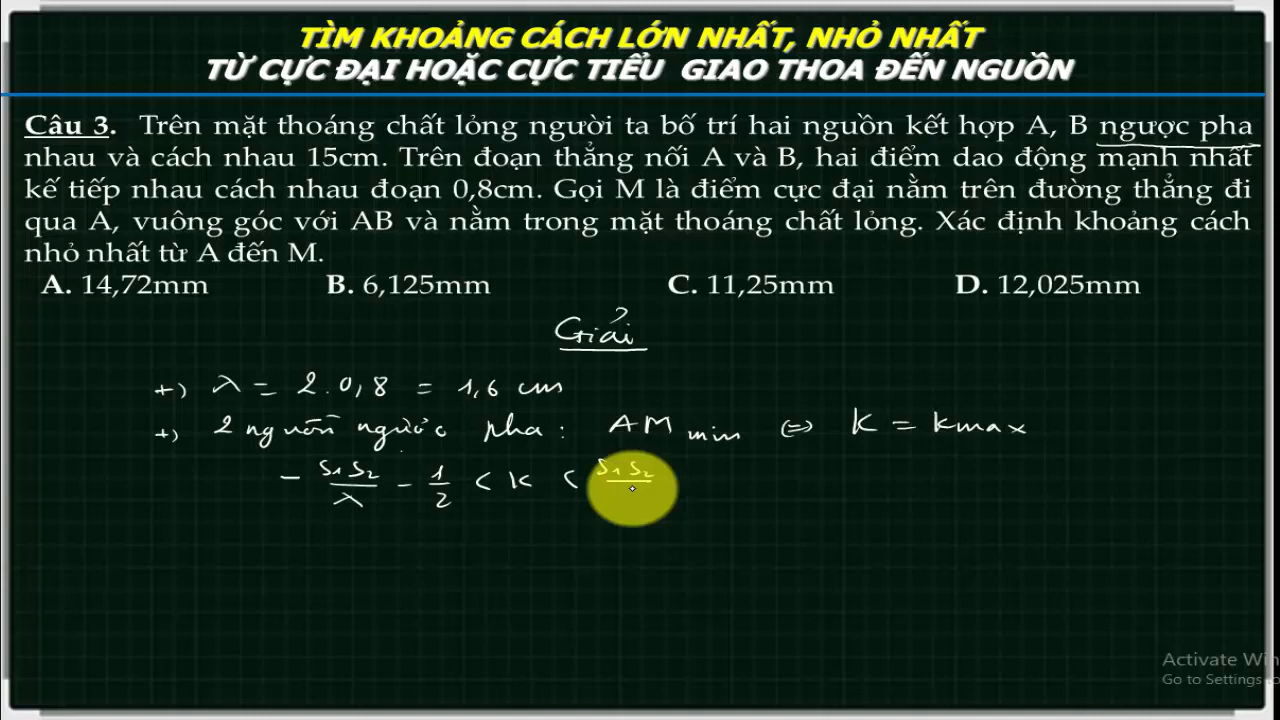 TÌM KHOẢNG CÁCH LỚN NHẤT, NHỎ NHẤT
TỪ CỰC ĐẠI HOẶC CỰC TIỂU GIAO THOA ĐẾN NGUỒN
Câu 3. Trên mặt thoáng chất lỏng người ta bố trí hai nguồn kết hợp A, B ngược pha
nhau và cách nhau 15cm. Trên đoạn thẳng nối A và B, hai điểm dao động mạnh nhất
kế tiếp nhau cách nhau đoạn 0,8cm. Gọi M là điểm cực đại nằm trên đường thẳng đi
qua A, vuông góc với AB và nằm trong mặt thoáng chất lỏng. Xác định khoảng cách
nhỏ nhất từ A đến M.
A. 14,72mm B. 6,125mm C. 11,25mm D. 12,025mm
Giải
+) λ = 2.0,8 = 1,6 cm
+) 2 nguồn ngược pha: AM min ⇔ K = kmax
- S₁S₂/λ - 1/2 < K < S₁S₂
Activate Win
Go to Settings to